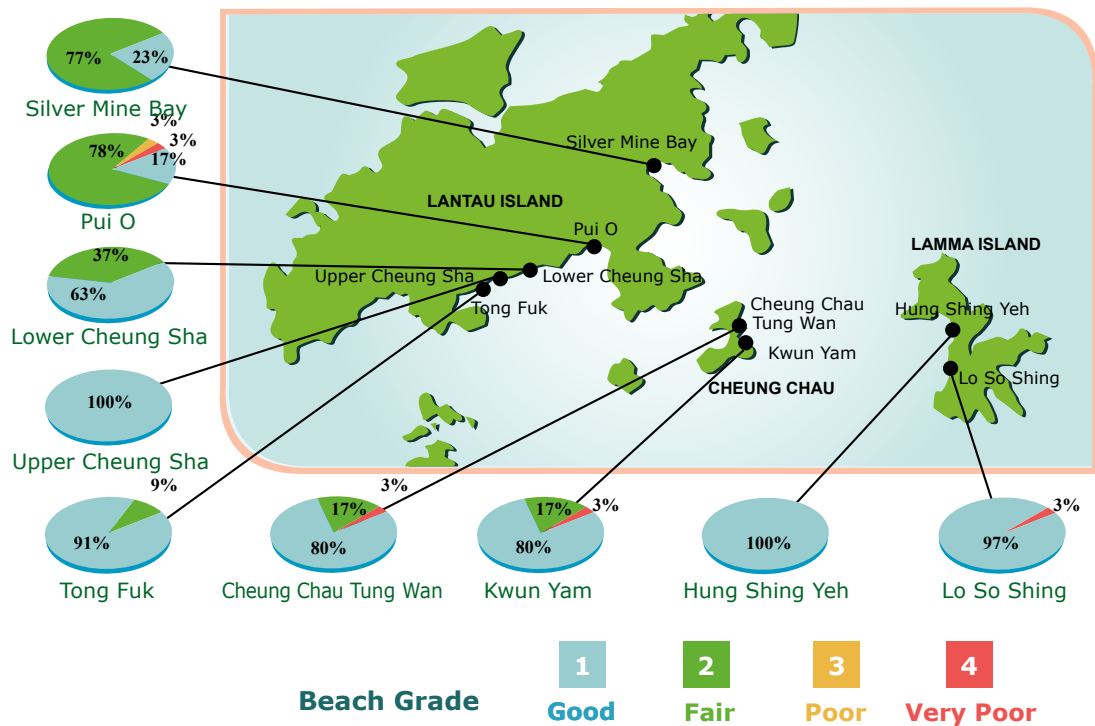 77%
23%
Silver Mine Bay
3%
3%
78%
17%
Pui O
37%
63%
Lower Cheung Sha
100%
Upper Cheung Sha
9%
91%
Tong Fuk
Silver Mine Bay
LANTAU ISLAND
Pui O
Upper Cheung Sha
Lower Cheung Sha
Tong Fuk
Cheung Chau
Tung Wan
Kwun Yam
CHEUNG CHAU
LAMMA ISLAND
Hung Shing Yeh
Lo So Shing
3%
17%
80%
Cheung Chau Tung Wan
17%
3%
80%
Kwun Yam
100%
Hung Shing Yeh
3%
97%
Lo So Shing
Beach Grade
1
Good
2
Fair
3
Poor
4
Very Poor